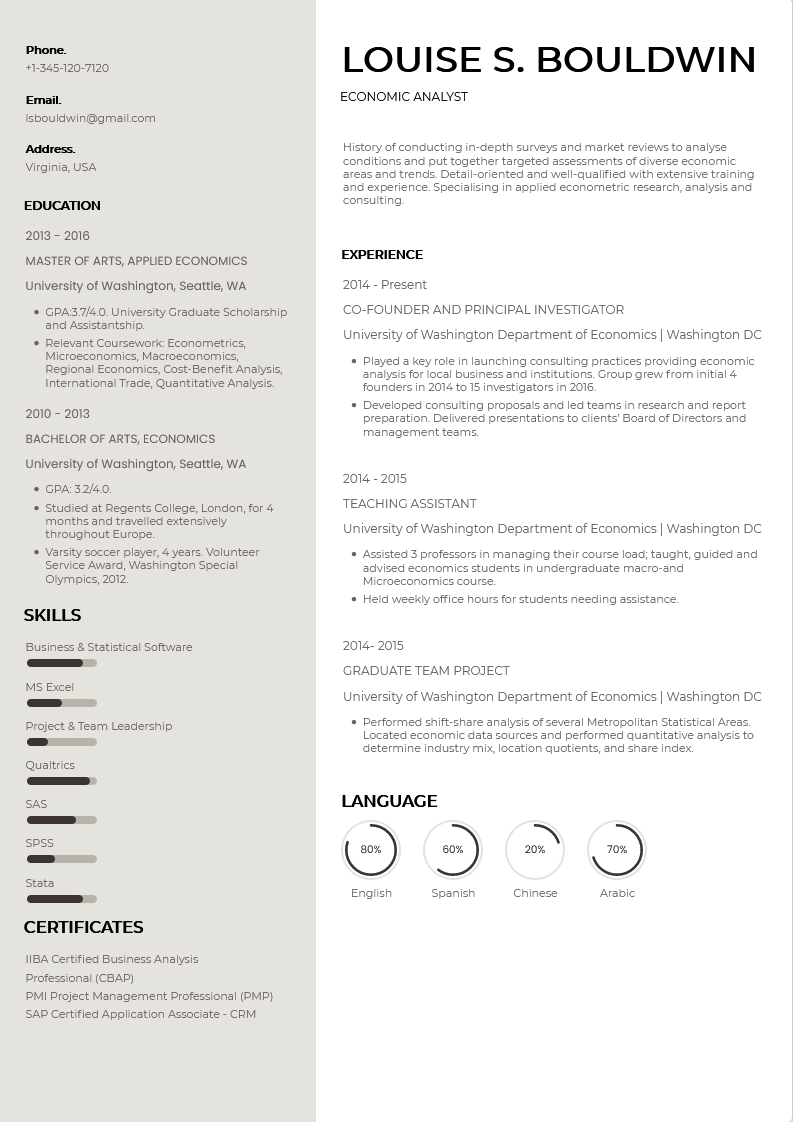 Phone.
+1-345-120-7120
Email.
lsbouldwin@gmail.com
Address.
Virginia, USA
EDUCATION
2013 - 2016
MASTER OF ARTS, APPLIED ECONOMICS
University of Washington, Seattle, WA
• GPA:3.7/4.0. University Graduate Scholarship
and Assistantship.
• Relevant Coursework: Econometrics,
Microeconomics, Macroeconomics,
Regional Economics, Cost-Benefit Analysis,
International Trade, Quantitative Analysis.
2010 - 2013
BACHELOR OF ARTS, ECONOMICS
University of Washington, Seattle, WA
• GPA: 3.2/4.0.
• Studied at Regents College, London, for 4
months and travelled extensively
throughout Europe.
• Varsity soccer player, 4 years. Volunteer
Service Award, Washington Special
Olympics, 2012.
SKILLS
Business & Statistical Software
MS Excel
Project & Team Leadership
Qualtrics
SAS
SPSS
Stata
CERTIFICATES
IIBA Certified Business Analysis
Professional (CBAP)
PMI Project Management Professional (PMP)
SAP Certified Application Associate - CRM
LOUISE S. BOULDWIN
ECONOMIC ANALYST
History of conducting in-depth surveys and market reviews to analyse
conditions and put together targeted assessments of diverse economic
areas and trends. Detail-oriented and well-qualified with extensive training
and experience. Specialising in applied econometric research, analysis and
consulting.
EXPERIENCE
2014 - Present
CO-FOUNDER AND PRINCIPAL INVESTIGATOR
University of Washington Department of Economics | Washington DC
• Played a key role in launching consulting practices providing economic
analysis for local business and institutions. Group grew from initial 4
founders in 2014 to 15 investigators in 2016.
• Developed consulting proposals and led teams in research and report
preparation. Delivered presentations to clients' Board of Directors and
management teams.
2014 - 2015
TEACHING ASSISTANT
University of Washington Department of Economics | Washington DC
• Assisted 3 professors in managing their course load; taught, guided and
advised economics students in undergraduate macro-and
Microeconomics course.
• Held weekly office hours for students needing assistance.
2014- 2015
GRADUATE TEAM PROJECT
University of Washington Department of Economics | Washington DC
• Performed shift-share analysis of several Metropolitan Statistical Areas.
Located economic data sources and performed quantitative analysis to
determine industry mix, location quotients, and share index.
LANGUAGE
80% 60% 20% 70%
English Spanish Chinese Arabic